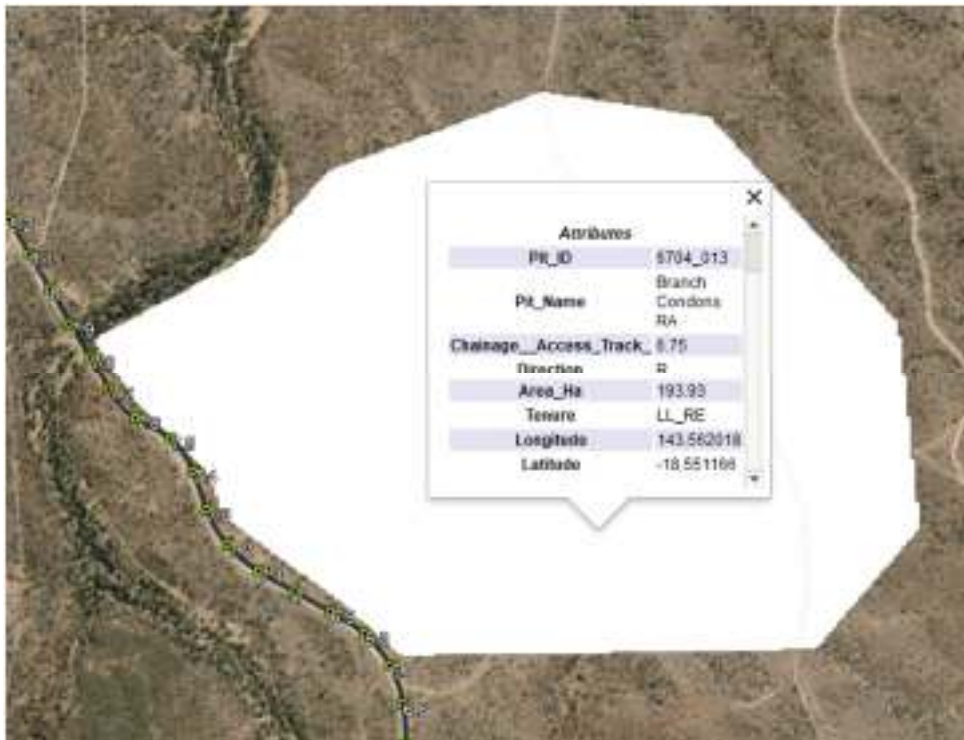 Attributes
Pit_ID 6704_013
Branch
Pit_Name Condons
RA
Chainage__Access_Track_ 6.75
Direction R
Area_Ha 193.93
Tenure LL_RE
Longitude 143.562018
Latitude -18.551166